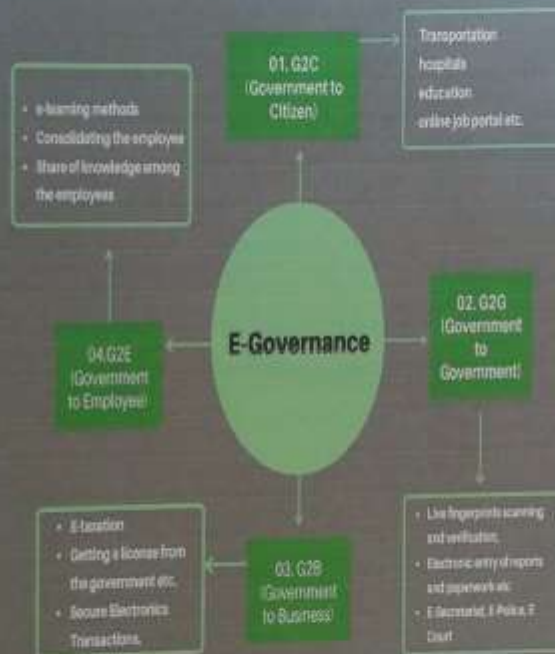 01. G2C
(Government to
Citizen)
Transportation
hospitals
education
online job portal etc.
• e-learning methods
• Consolidating the employee
• Share of knowledge among
the employees
E-Governance
02. G2G
(Government
to
Government)
04.G2E
(Government
to Employee)
• E-taxation
• Getting a license from
the government etc.
• Secure Electronics
Transactions.
03. G2B
(Government
to Business)
• Live fingerprints scanning
and verification,
• Electronic entry of reports
and paperwork etc
• E Secretariat, E-Police, E
Court